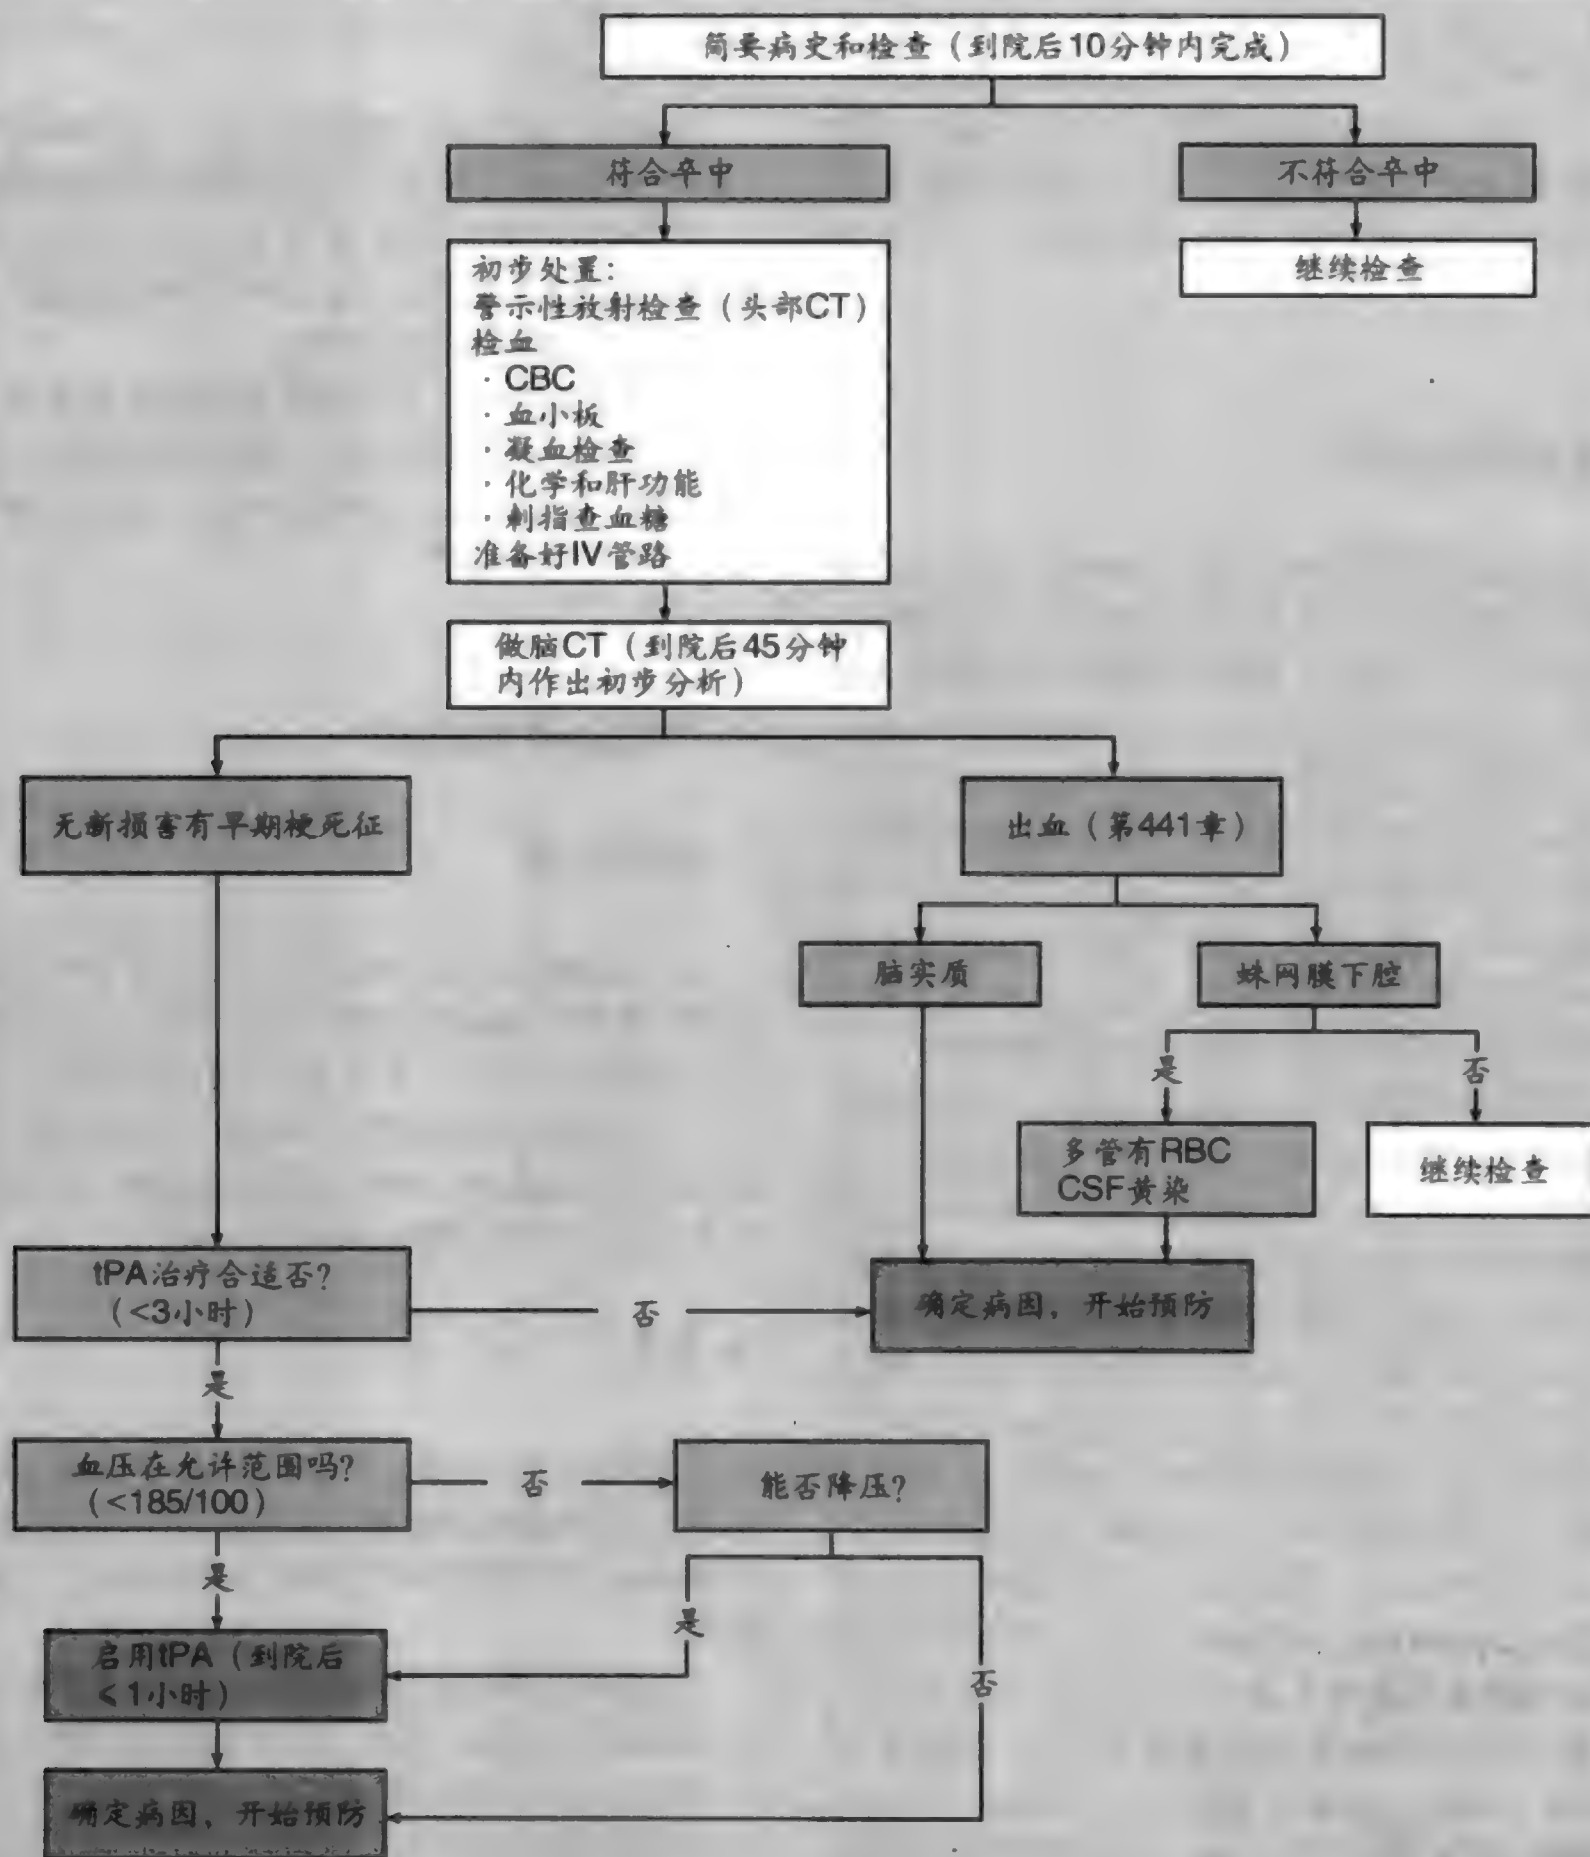 简要病史和检查（到院后10分钟内完成）
符合卒中
不符合卒中
初步处置：
警示性放射检查（头部CT）
检血
· CBC
· 血小板
· 凝血检查
· 化学和肝功能
· 刺指查血糖
准备好IV管路
继续检查
做脑CT（到院后45分钟
内作出初步分析）
无新损害有早期梗死征
出血（第441章）
脑实质
蛛网膜下腔
是
否
多管有RBC
CSF黄染
继续检查
tPA治疗合适否？
（<3小时）
否
确定病因，开始预防
是
血压在允许范围吗？
（<185/100）
否
能否降压？
是
是
否
启用tPA（到院后
<1小时）
确定病因，开始预防